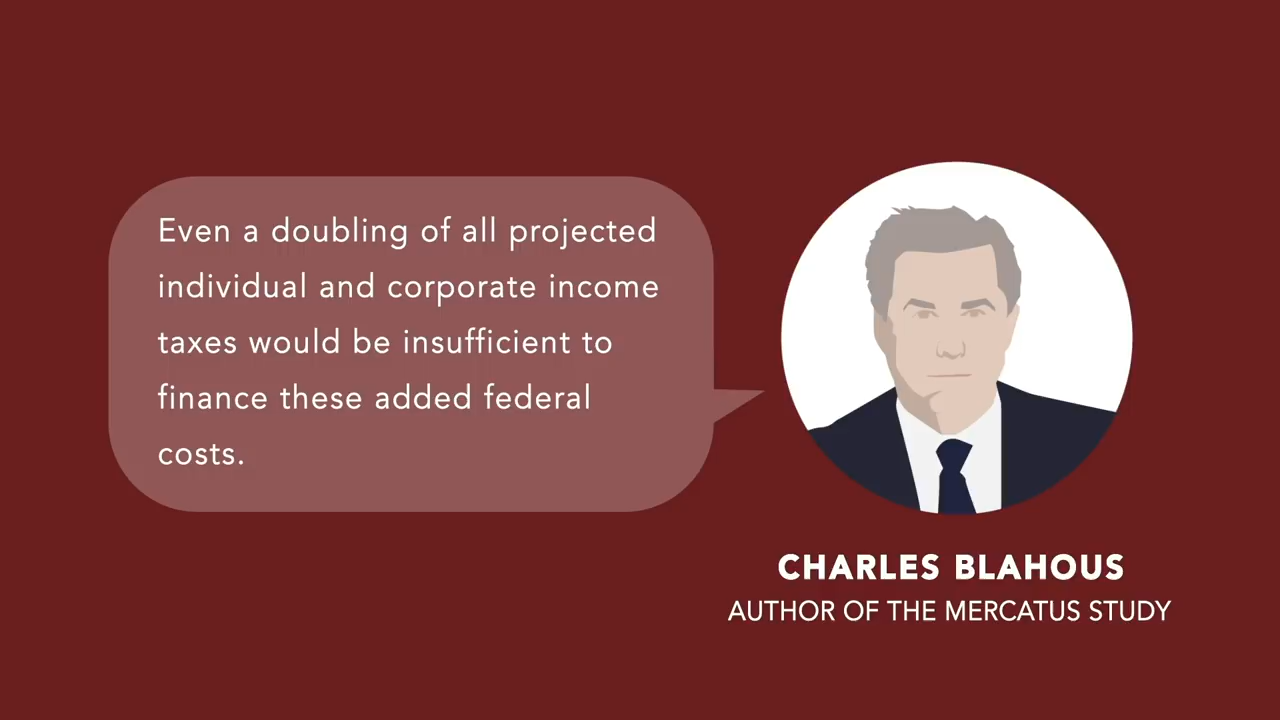 Even a doubling of all projected
individual and corporate income
taxes would be insufficient to
finance these added federal
costs.
CHARLES BLAHOUS
AUTHOR OF THE MERCATUS STUDY